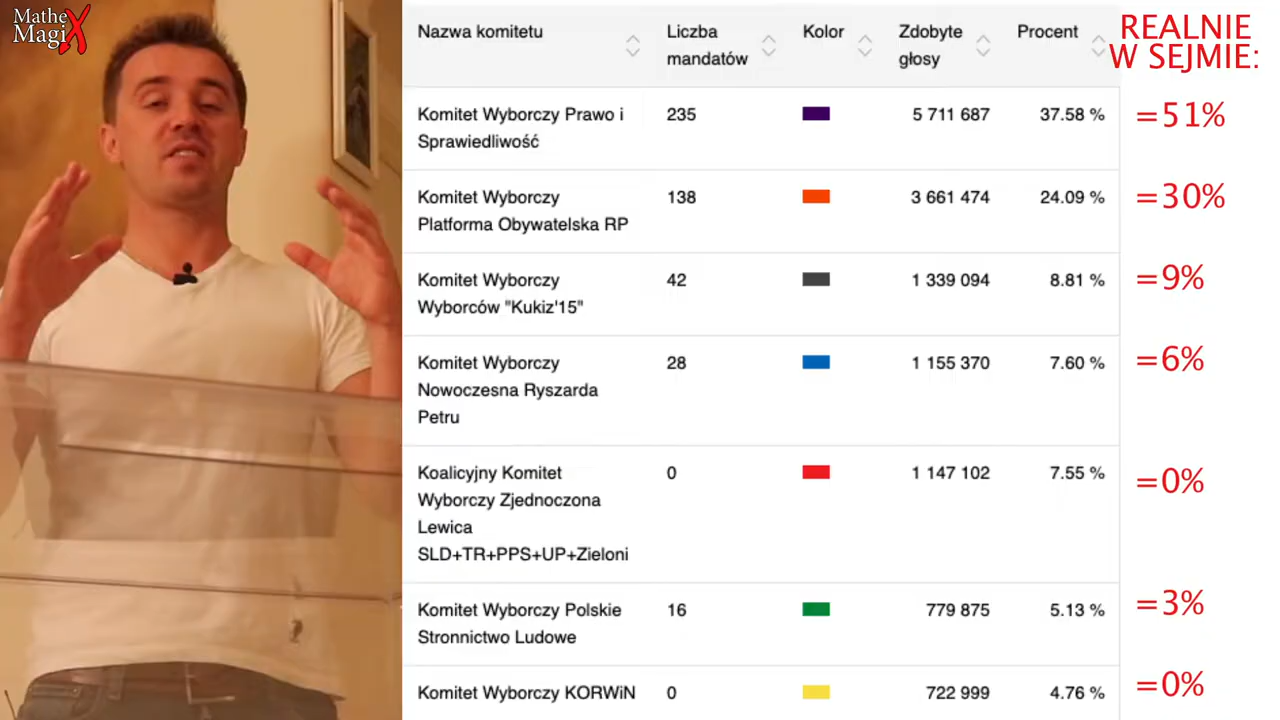 Mathe
MagiX
Nazwa komitetu
Liczba
mandatów
Kolor
Zdobyte
głosy
Procent
REALNIE
W SEJMIE:
Komitet Wyborczy Prawo i
Sprawiedliwość
235
5 711 687
37.58 %
=51%
Komitet Wyborczy
Platforma Obywatelska RP
138
3 661 474
24.09 %
=30%
Komitet Wyborczy
Wyborców "Kukiz'15"
42
1 339 094
8.81 %
=9%
Komitet Wyborczy
Nowoczesna Ryszarda
Petru
28
1 155 370
7.60 %
=6%
Koalicyjny Komitet
Wyborczy Zjednoczona
Lewica
SLD+TR+PPS+UP+Zieloni
0
1 147 102
7.55 %
=0%
Komitet Wyborczy Polskie
Stronnictwo Ludowe
16
779 875
5.13 %
=3%
Komitet Wyborczy KORWiN
0
722 999
4.76 %
=0%